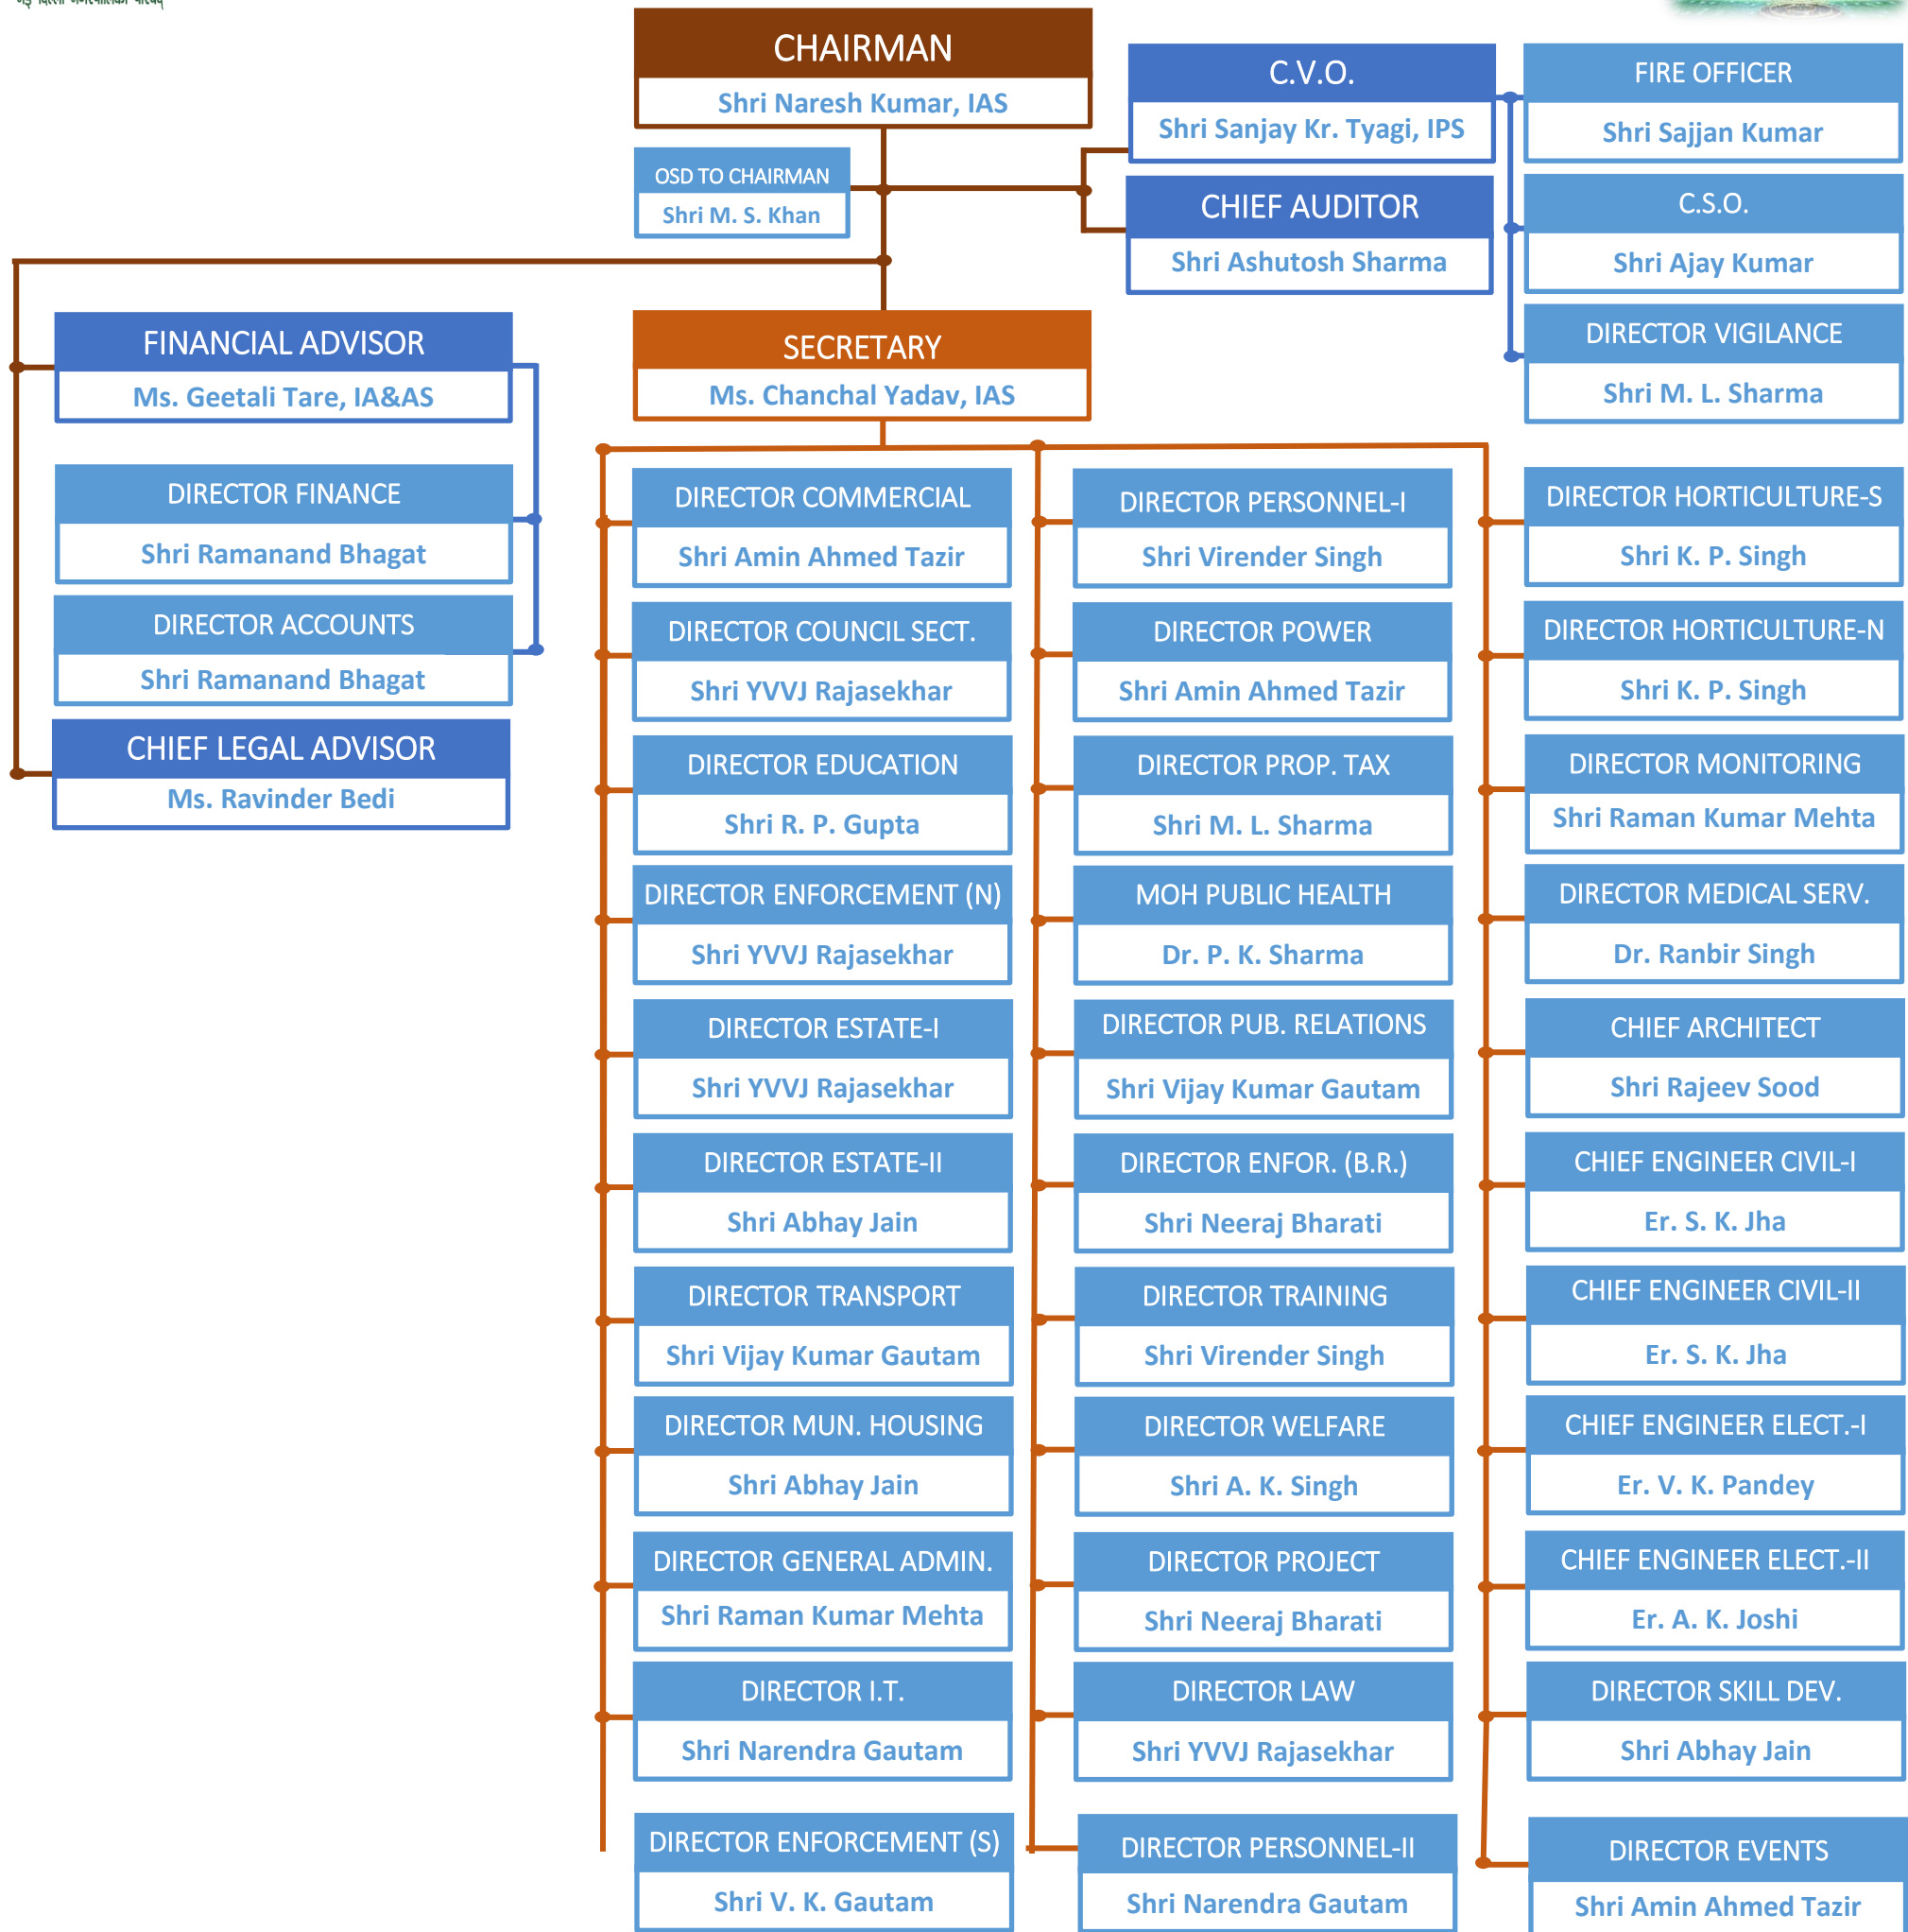 नई दिल्ली नगरपालिका परिषद्
CHAIRMAN
Shri Naresh Kumar, IAS
OSD TO CHAIRMAN
Shri M. S. Khan
C.V.O.
Shri Sanjay Kr. Tyagi, IPS
CHIEF AUDITOR
Shri Ashutosh Sharma
FIRE OFFICER
Shri Sajjan Kumar
C.S.O.
Shri Ajay Kumar
DIRECTOR VIGILANCE
Shri M. L. Sharma
FINANCIAL ADVISOR
Ms. Geetali Tare, IA&AS
DIRECTOR FINANCE
Shri Ramanand Bhagat
DIRECTOR ACCOUNTS
Shri Ramanand Bhagat
CHIEF LEGAL ADVISOR
Ms. Ravinder Bedi
SECRETARY
Ms. Chanchal Yadav, IAS
DIRECTOR COMMERCIAL
Shri Amin Ahmed Tazir
DIRECTOR COUNCIL SECT.
Shri YVVJ Rajasekhar
DIRECTOR EDUCATION
Shri R. P. Gupta
DIRECTOR ENFORCEMENT (N)
Shri YVVJ Rajasekhar
DIRECTOR ESTATE-I
Shri YVVJ Rajasekhar
DIRECTOR ESTATE-II
Shri Abhay Jain
DIRECTOR TRANSPORT
Shri Vijay Kumar Gautam
DIRECTOR MUN. HOUSING
Shri Abhay Jain
DIRECTOR GENERAL ADMIN.
Shri Raman Kumar Mehta
DIRECTOR I.T.
Shri Narendra Gautam
DIRECTOR ENFORCEMENT (S)
Shri V. K. Gautam
DIRECTOR PERSONNEL-I
Shri Virender Singh
DIRECTOR POWER
Shri Amin Ahmed Tazir
DIRECTOR PROP. TAX
Shri M. L. Sharma
MOH PUBLIC HEALTH
Dr. P. K. Sharma
DIRECTOR PUB. RELATIONS
Shri Vijay Kumar Gautam
DIRECTOR ENFOR. (B.R.)
Shri Neeraj Bharati
DIRECTOR TRAINING
Shri Virender Singh
DIRECTOR WELFARE
Shri A. K. Singh
DIRECTOR PROJECT
Shri Neeraj Bharati
DIRECTOR LAW
Shri YVVJ Rajasekhar
DIRECTOR PERSONNEL-II
Shri Narendra Gautam
DIRECTOR HORTICULTURE-S
Shri K. P. Singh
DIRECTOR HORTICULTURE-N
Shri K. P. Singh
DIRECTOR MONITORING
Shri Raman Kumar Mehta
DIRECTOR MEDICAL SERV.
Dr. Ranbir Singh
CHIEF ARCHITECT
Shri Rajeev Sood
CHIEF ENGINEER CIVIL-I
Er. S. K. Jha
CHIEF ENGINEER CIVIL-II
Er. S. K. Jha
CHIEF ENGINEER ELECT.-I
Er. V. K. Pandey
CHIEF ENGINEER ELECT.-II
Er. A. K. Joshi
DIRECTOR SKILL DEV.
Shri Abhay Jain
DIRECTOR EVENTS
Shri Amin Ahmed Tazir